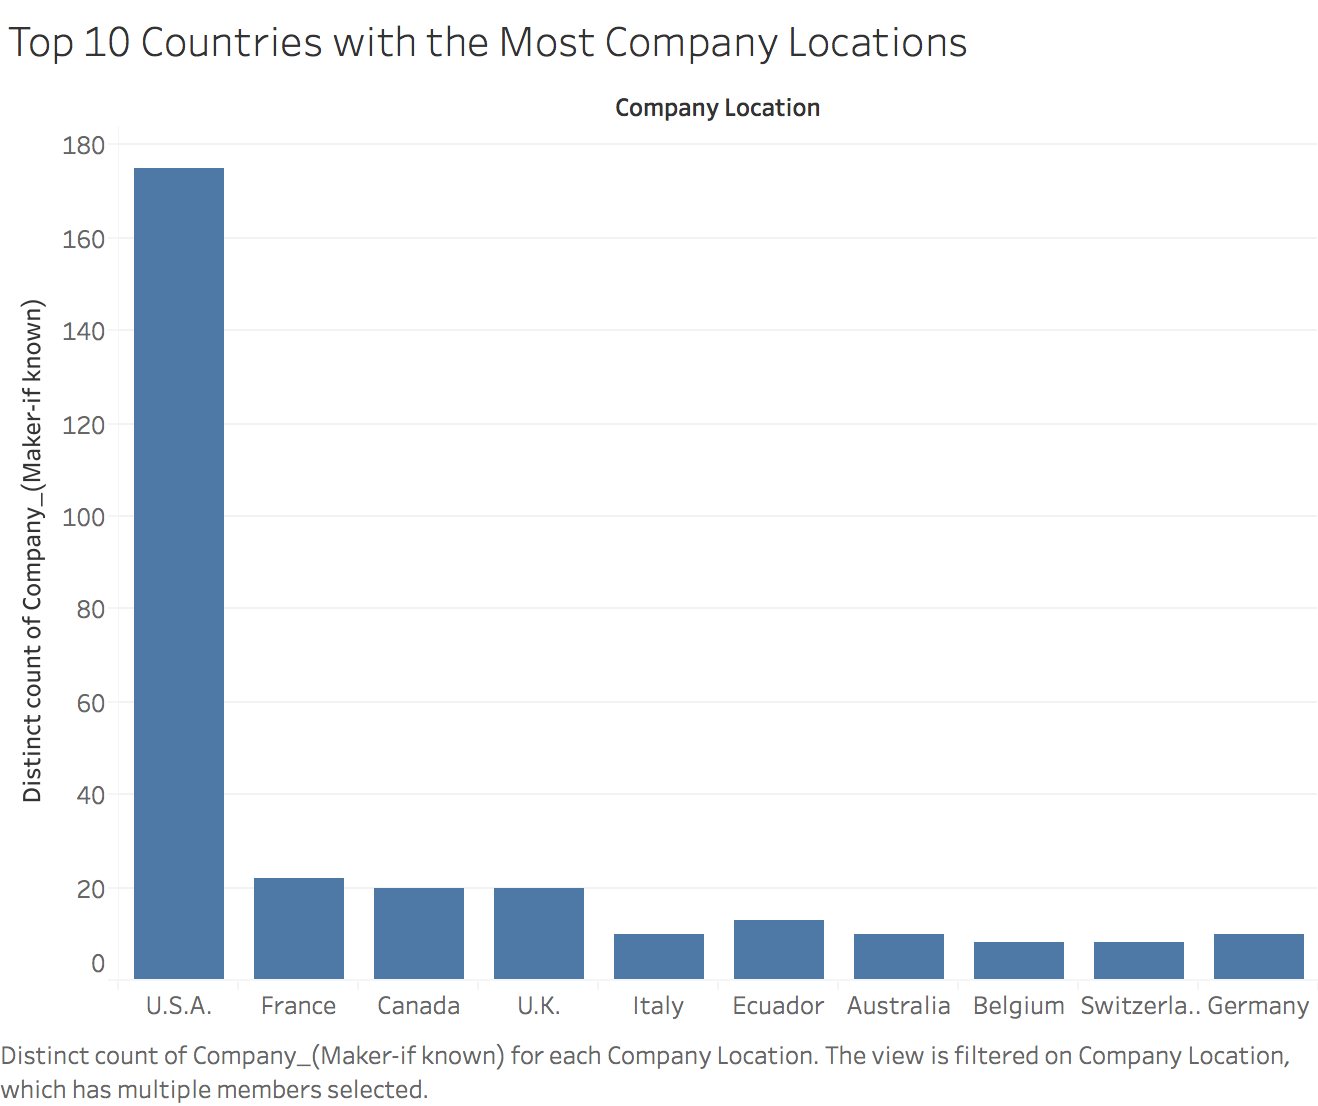 Top 10 Countries with the Most Company Locations
Company Location
Distinct count of Company_(Maker-if known)
180
160
140
120
100
80
60
40
20
0
U.S.A. France Canada U.K. Italy Ecuador Australia Belgium Switzerla.. Germany
Distinct count of Company_(Maker-if known) for each Company Location. The view is filtered on Company Location,
which has multiple members selected.